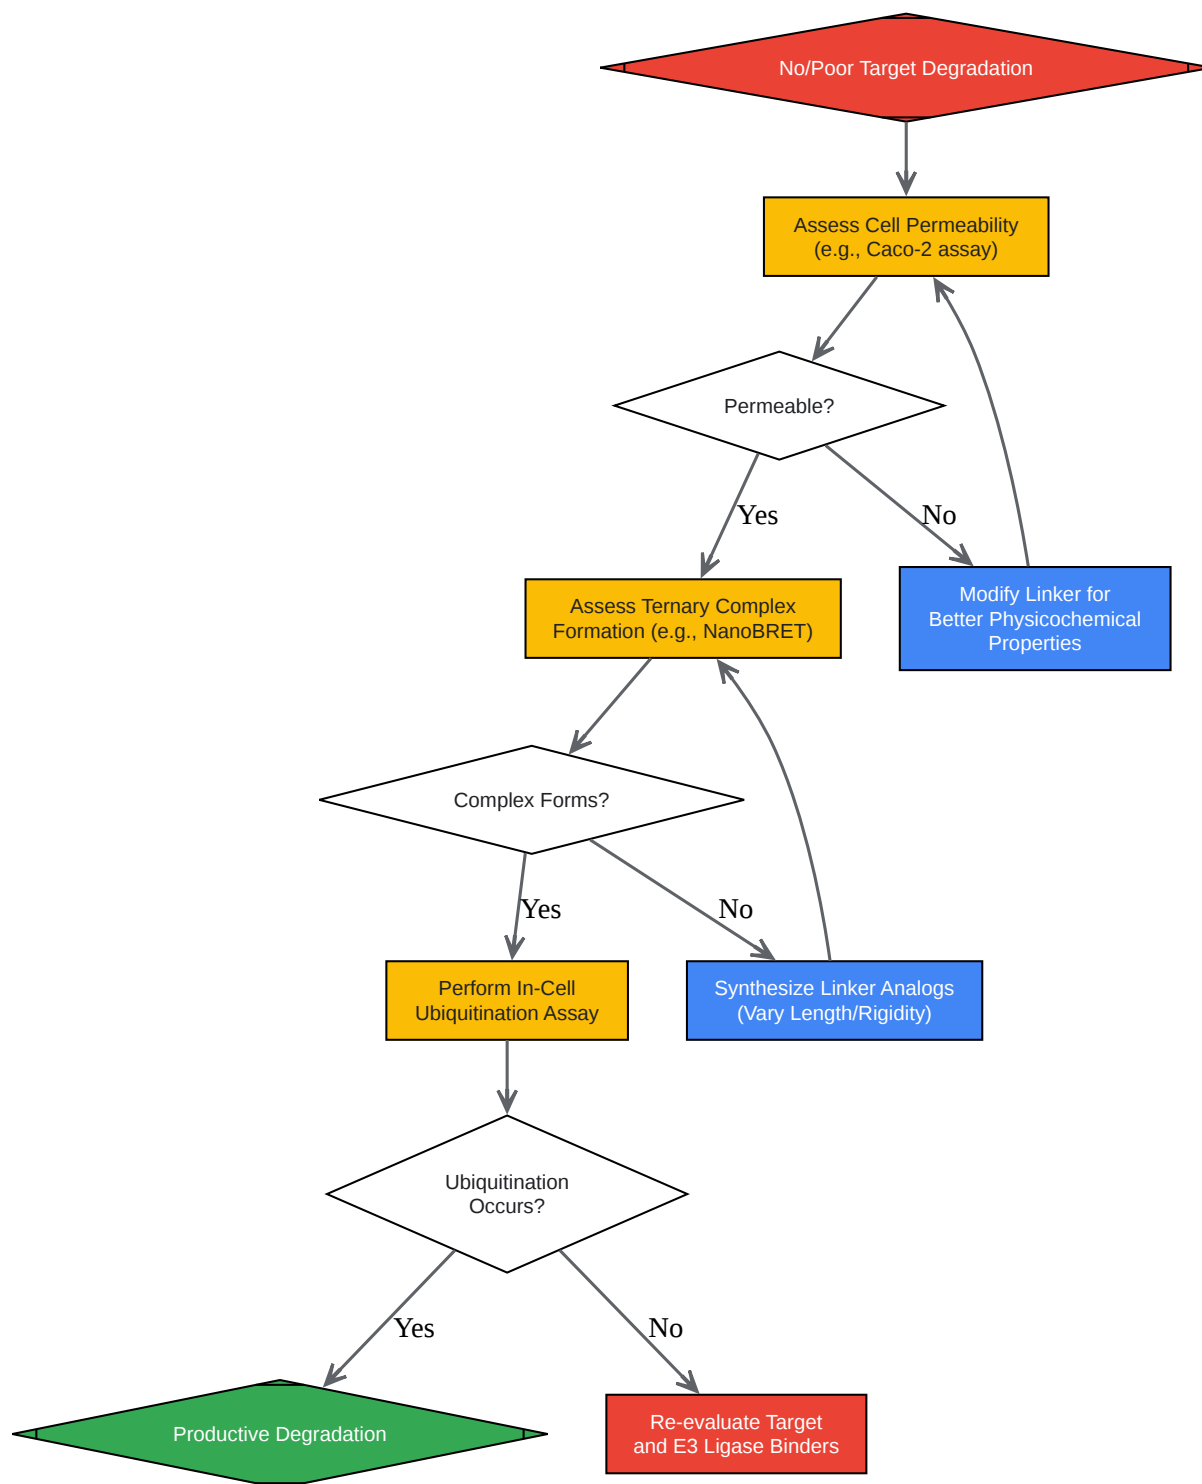 No/Poor Target Degradation
Assess Cell Permeability
(e.g., Caco-2 assay)
Permeable?
Yes
No
Assess Ternary Complex
Formation (e.g., NanoBRET)
Modify Linker for
Better Physicochemical
Properties
Complex Forms?
Yes
No
Perform In-Cell
Ubiquitination Assay
Synthesize Linker Analogs
(Vary Length/Rigidity)
Ubiquitination
Occurs?
Yes
No
Productive Degradation
Re-evaluate Target
and E3 Ligase Binders